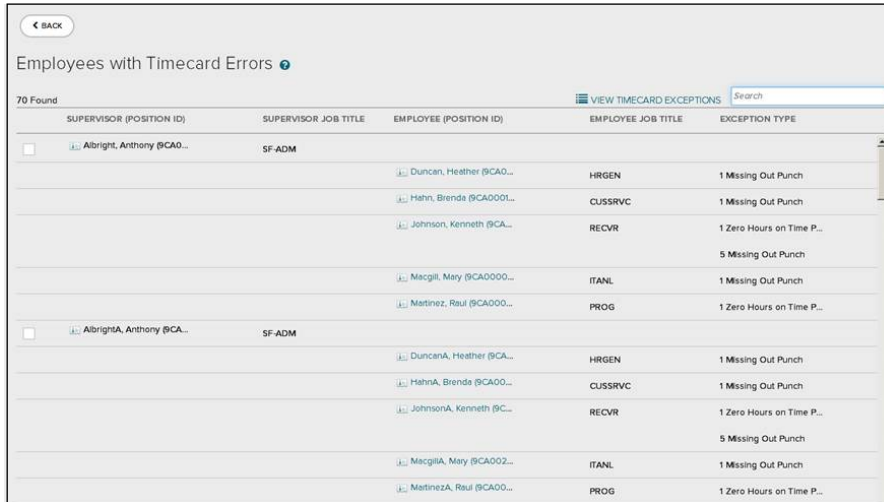 BACK
Employees with Timecard Errors
70 Found VIEW TIMECARD EXCEPTIONS Search
SUPERVISOR (POSITION ID) SUPERVISOR JOB TITLE EMPLOYEE (POSITION ID) EMPLOYEE JOB TITLE EXCEPTION TYPE
Albright, Anthony (9CA0... SF-ADM
Duncan, Heather (9CA0... HRGEN 1 Missing Out Punch
Hahn, Brenda (9CA0001... CUSSRVC 1 Missing Out Punch
Johnson, Kenneth (9CA... RECVR 1 Zero Hours on Time P...
5 Missing Out Punch
Macgill, Mary (9CA0000... ITANL 1 Missing Out Punch
Martinez, Raul (9CA000... PROG 1 Zero Hours on Time P...
AlbrightA, Anthony (9CA... SF-ADM
DuncanA, Heather (9CA... HRGEN 1 Missing Out Punch
HahnA, Brenda (9CA00... CUSSRVC 1 Missing Out Punch
JohnsonA, Kenneth (9C... RECVR 1 Zero Hours on Time P...
5 Missing Out Punch
MacgillA, Mary (9CA002... ITANL 1 Missing Out Punch
MartinezA, Raul (9CA00... PROG 1 Zero Hours on Time P...